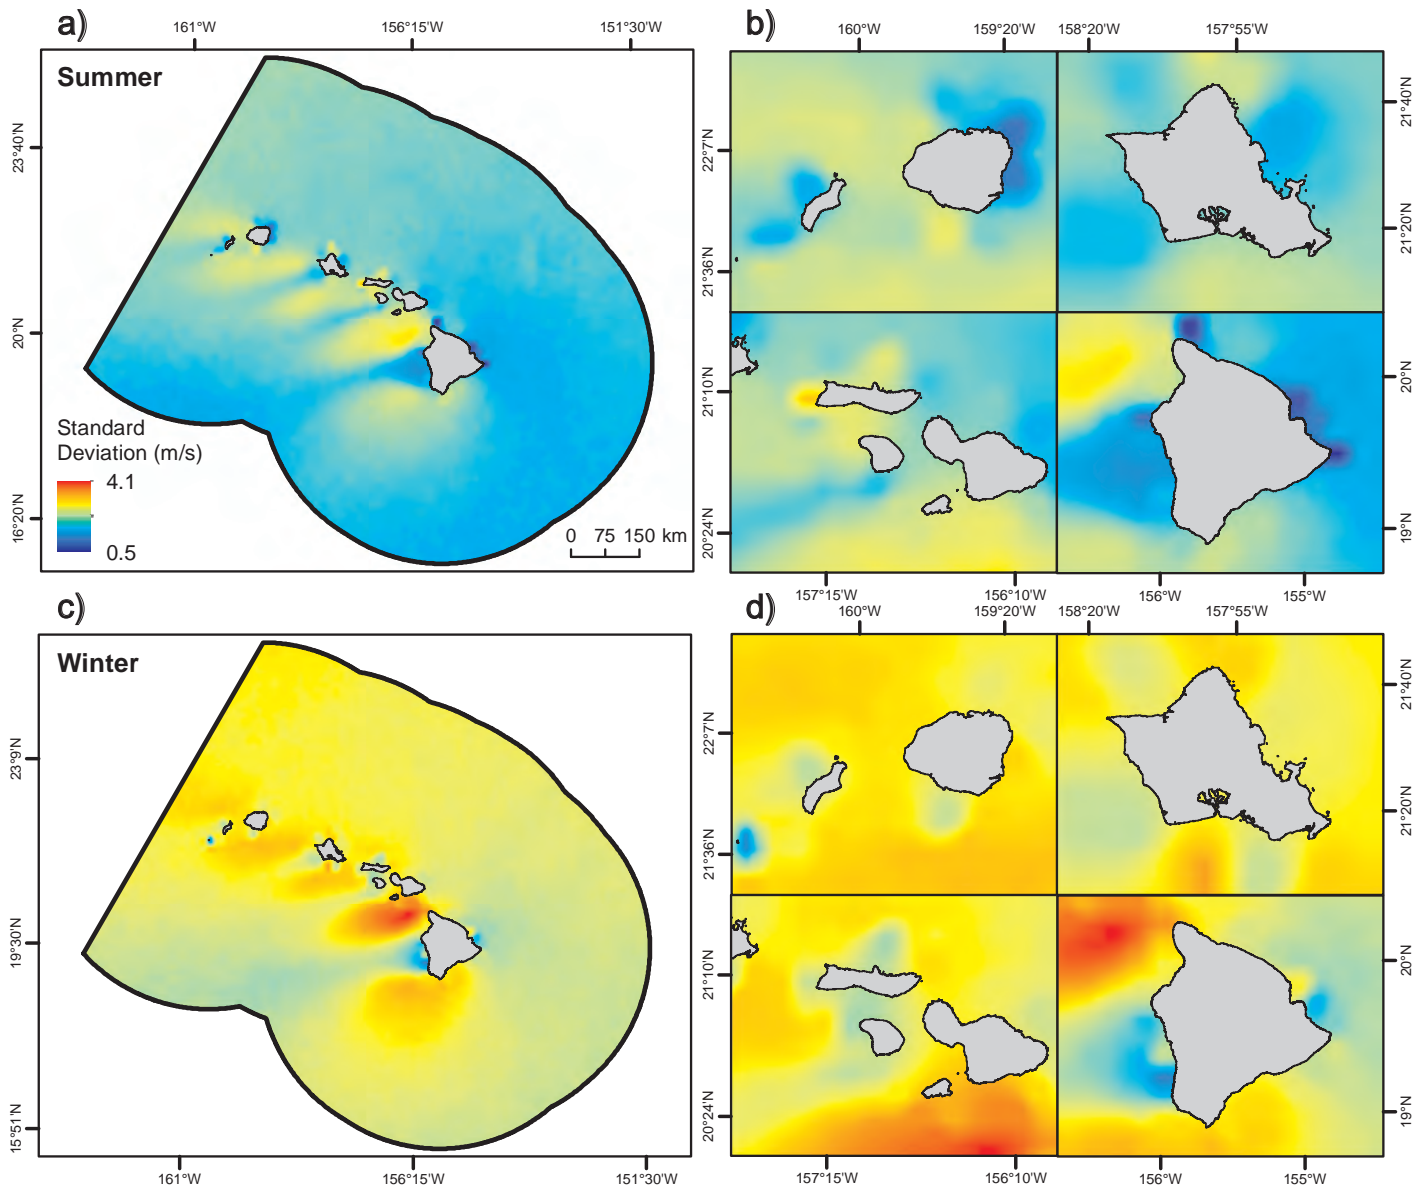 a)
161°W 156°15'W 151°30'W
Summer
23°40'N
20°N
16°20'N
Standard
Deviation (m/s)
4.1
0.5
0 75 150 km
b)
160°W 159°20'W 158°20'W 157°55'W
22°7'N
21°36'N
21°40'N
21°20'N
21°10'N
20°24'N
20°N
19°N
157°15'W 156°10'W 156°W 155°W
c)
Winter
23°9'N
19°30'N
15°51'N
161°W 156°15'W 151°30'W
d)
160°W 159°20'W 158°20'W 157°55'W
22°7'N
21°36'N
21°40'N
21°20'N
21°10'N
20°24'N
20°N
19°N
157°15'W 156°10'W 156°W 155°W